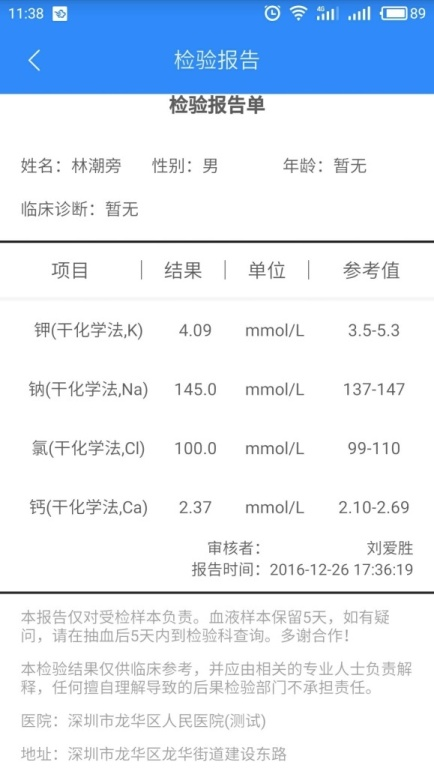 11:38 4G 89
检验报告
检验报告单
姓名：林潮旁 性别：男 年龄：暂无
临床诊断：暂无
项目 结果 单位 参考值
钾(干化学法,K) 4.09 mmol/L 3.5-5.3
钠(干化学法,Na) 145.0 mmol/L 137-147
氯(干化学法,Cl) 100.0 mmol/L 99-110
钙(干化学法,Ca) 2.37 mmol/L 2.10-2.69
审核者： 刘爱胜
报告时间：2016-12-26 17:36:19
本报告仅对受检样本负责。血液样本保留5天，如有疑
问，请在抽血后5天内到检验科查询。多谢合作！
本检验结果仅供临床参考，并应由相关的专业人士负责解
释，任何擅自理解导致的后果检验部门不承担责任。
医院：深圳市龙华区人民医院(测试)
地址：深圳市龙华区龙华街道建设东路